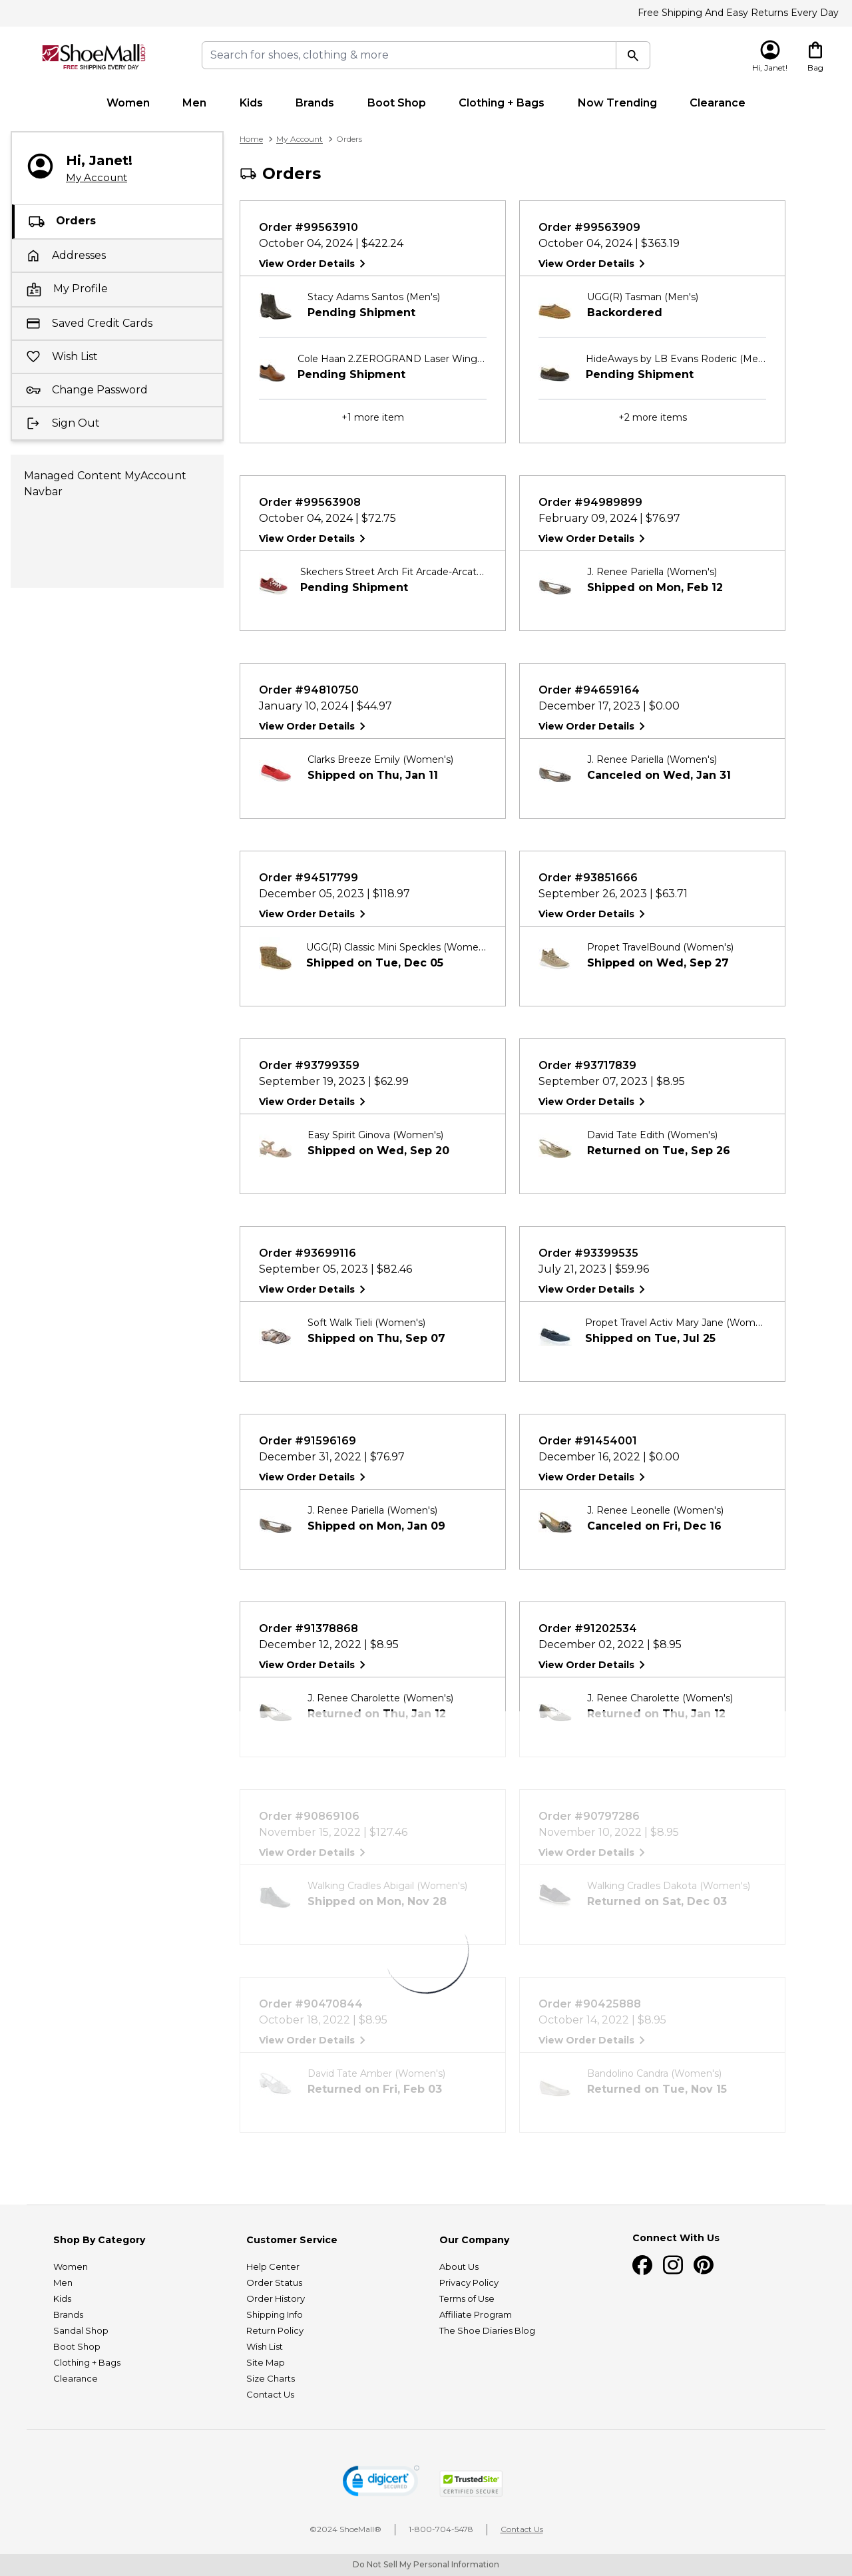 Free Shipping And Easy Returns Every Day
ShoeMall.com
FREE SHIPPING EVERY DAY
Search for shoes, clothing & more
Hi, Janet!
Bag
Women Men Kids Brands Boot Shop Clothing + Bags Now Trending Clearance
Hi, Janet!
My Account
Orders
Addresses
My Profile
Saved Credit Cards
Wish List
Change Password
Sign Out
Managed Content MyAccount
Navbar
Home > My Account > Orders
Orders
Order #99563910
October 04, 2024 | $422.24
View Order Details >
Stacy Adams Santos (Men's)
Pending Shipment
Cole Haan 2.ZEROGRAND Laser Wing...
Pending Shipment
+1 more item
Order #99563909
October 04, 2024 | $363.19
View Order Details >
UGG(R) Tasman (Men's)
Backordered
HideAways by LB Evans Roderic (Me...
Pending Shipment
+2 more items
Order #99563908
October 04, 2024 | $72.75
View Order Details >
Skechers Street Arch Fit Arcade-Arcat...
Pending Shipment
Order #94989899
February 09, 2024 | $76.97
View Order Details >
J. Renee Pariella (Women's)
Shipped on Mon, Feb 12
Order #94810750
January 10, 2024 | $44.97
View Order Details >
Clarks Breeze Emily (Women's)
Shipped on Thu, Jan 11
Order #94659164
December 17, 2023 | $0.00
View Order Details >
J. Renee Pariella (Women's)
Canceled on Wed, Jan 31
Order #94517799
December 05, 2023 | $118.97
View Order Details >
UGG(R) Classic Mini Speckles (Wome...
Shipped on Tue, Dec 05
Order #93851666
September 26, 2023 | $63.71
View Order Details >
Propet TravelBound (Women's)
Shipped on Wed, Sep 27
Order #93799359
September 19, 2023 | $62.99
View Order Details >
Easy Spirit Ginova (Women's)
Shipped on Wed, Sep 20
Order #93717839
September 07, 2023 | $8.95
View Order Details >
David Tate Edith (Women's)
Returned on Tue, Sep 26
Order #93699116
September 05, 2023 | $82.46
View Order Details >
Soft Walk Tieli (Women's)
Shipped on Thu, Sep 07
Order #93399535
July 21, 2023 | $59.96
View Order Details >
Propet Travel Activ Mary Jane (Wom...
Shipped on Tue, Jul 25
Order #91596169
December 31, 2022 | $76.97
View Order Details >
J. Renee Pariella (Women's)
Shipped on Mon, Jan 09
Order #91454001
December 16, 2022 | $0.00
View Order Details >
J. Renee Leonelle (Women's)
Canceled on Fri, Dec 16
Order #91378868
December 12, 2022 | $8.95
View Order Details >
J. Renee Charolette (Women's)
Returned on Thu, Jan 12
Order #91202534
December 02, 2022 | $8.95
View Order Details >
J. Renee Charolette (Women's)
Returned on Thu, Jan 12
Order #90869106
November 15, 2022 | $127.46
View Order Details >
Walking Cradles Abigail (Women's)
Shipped on Mon, Nov 28
Order #90797286
November 10, 2022 | $8.95
View Order Details >
Walking Cradles Dakota (Women's)
Returned on Sat, Dec 03
Order #90470844
October 18, 2022 | $8.95
View Order Details >
David Tate Amber (Women's)
Returned on Fri, Feb 03
Order #90425888
October 14, 2022 | $8.95
View Order Details >
Bandolino Candra (Women's)
Returned on Tue, Nov 15
Shop By Category
Women
Men
Kids
Brands
Sandal Shop
Boot Shop
Clothing + Bags
Clearance
Customer Service
Help Center
Order Status
Order History
Shipping Info
Return Policy
Wish List
Site Map
Size Charts
Contact Us
Our Company
About Us
Privacy Policy
Terms of Use
Affiliate Program
The Shoe Diaries Blog
Connect With Us
digicert
SECURED
TrustedSite
CERTIFIED SECURE
©2024 ShoeMall® | 1-800-704-5478 | Contact Us
Do Not Sell My Personal Information